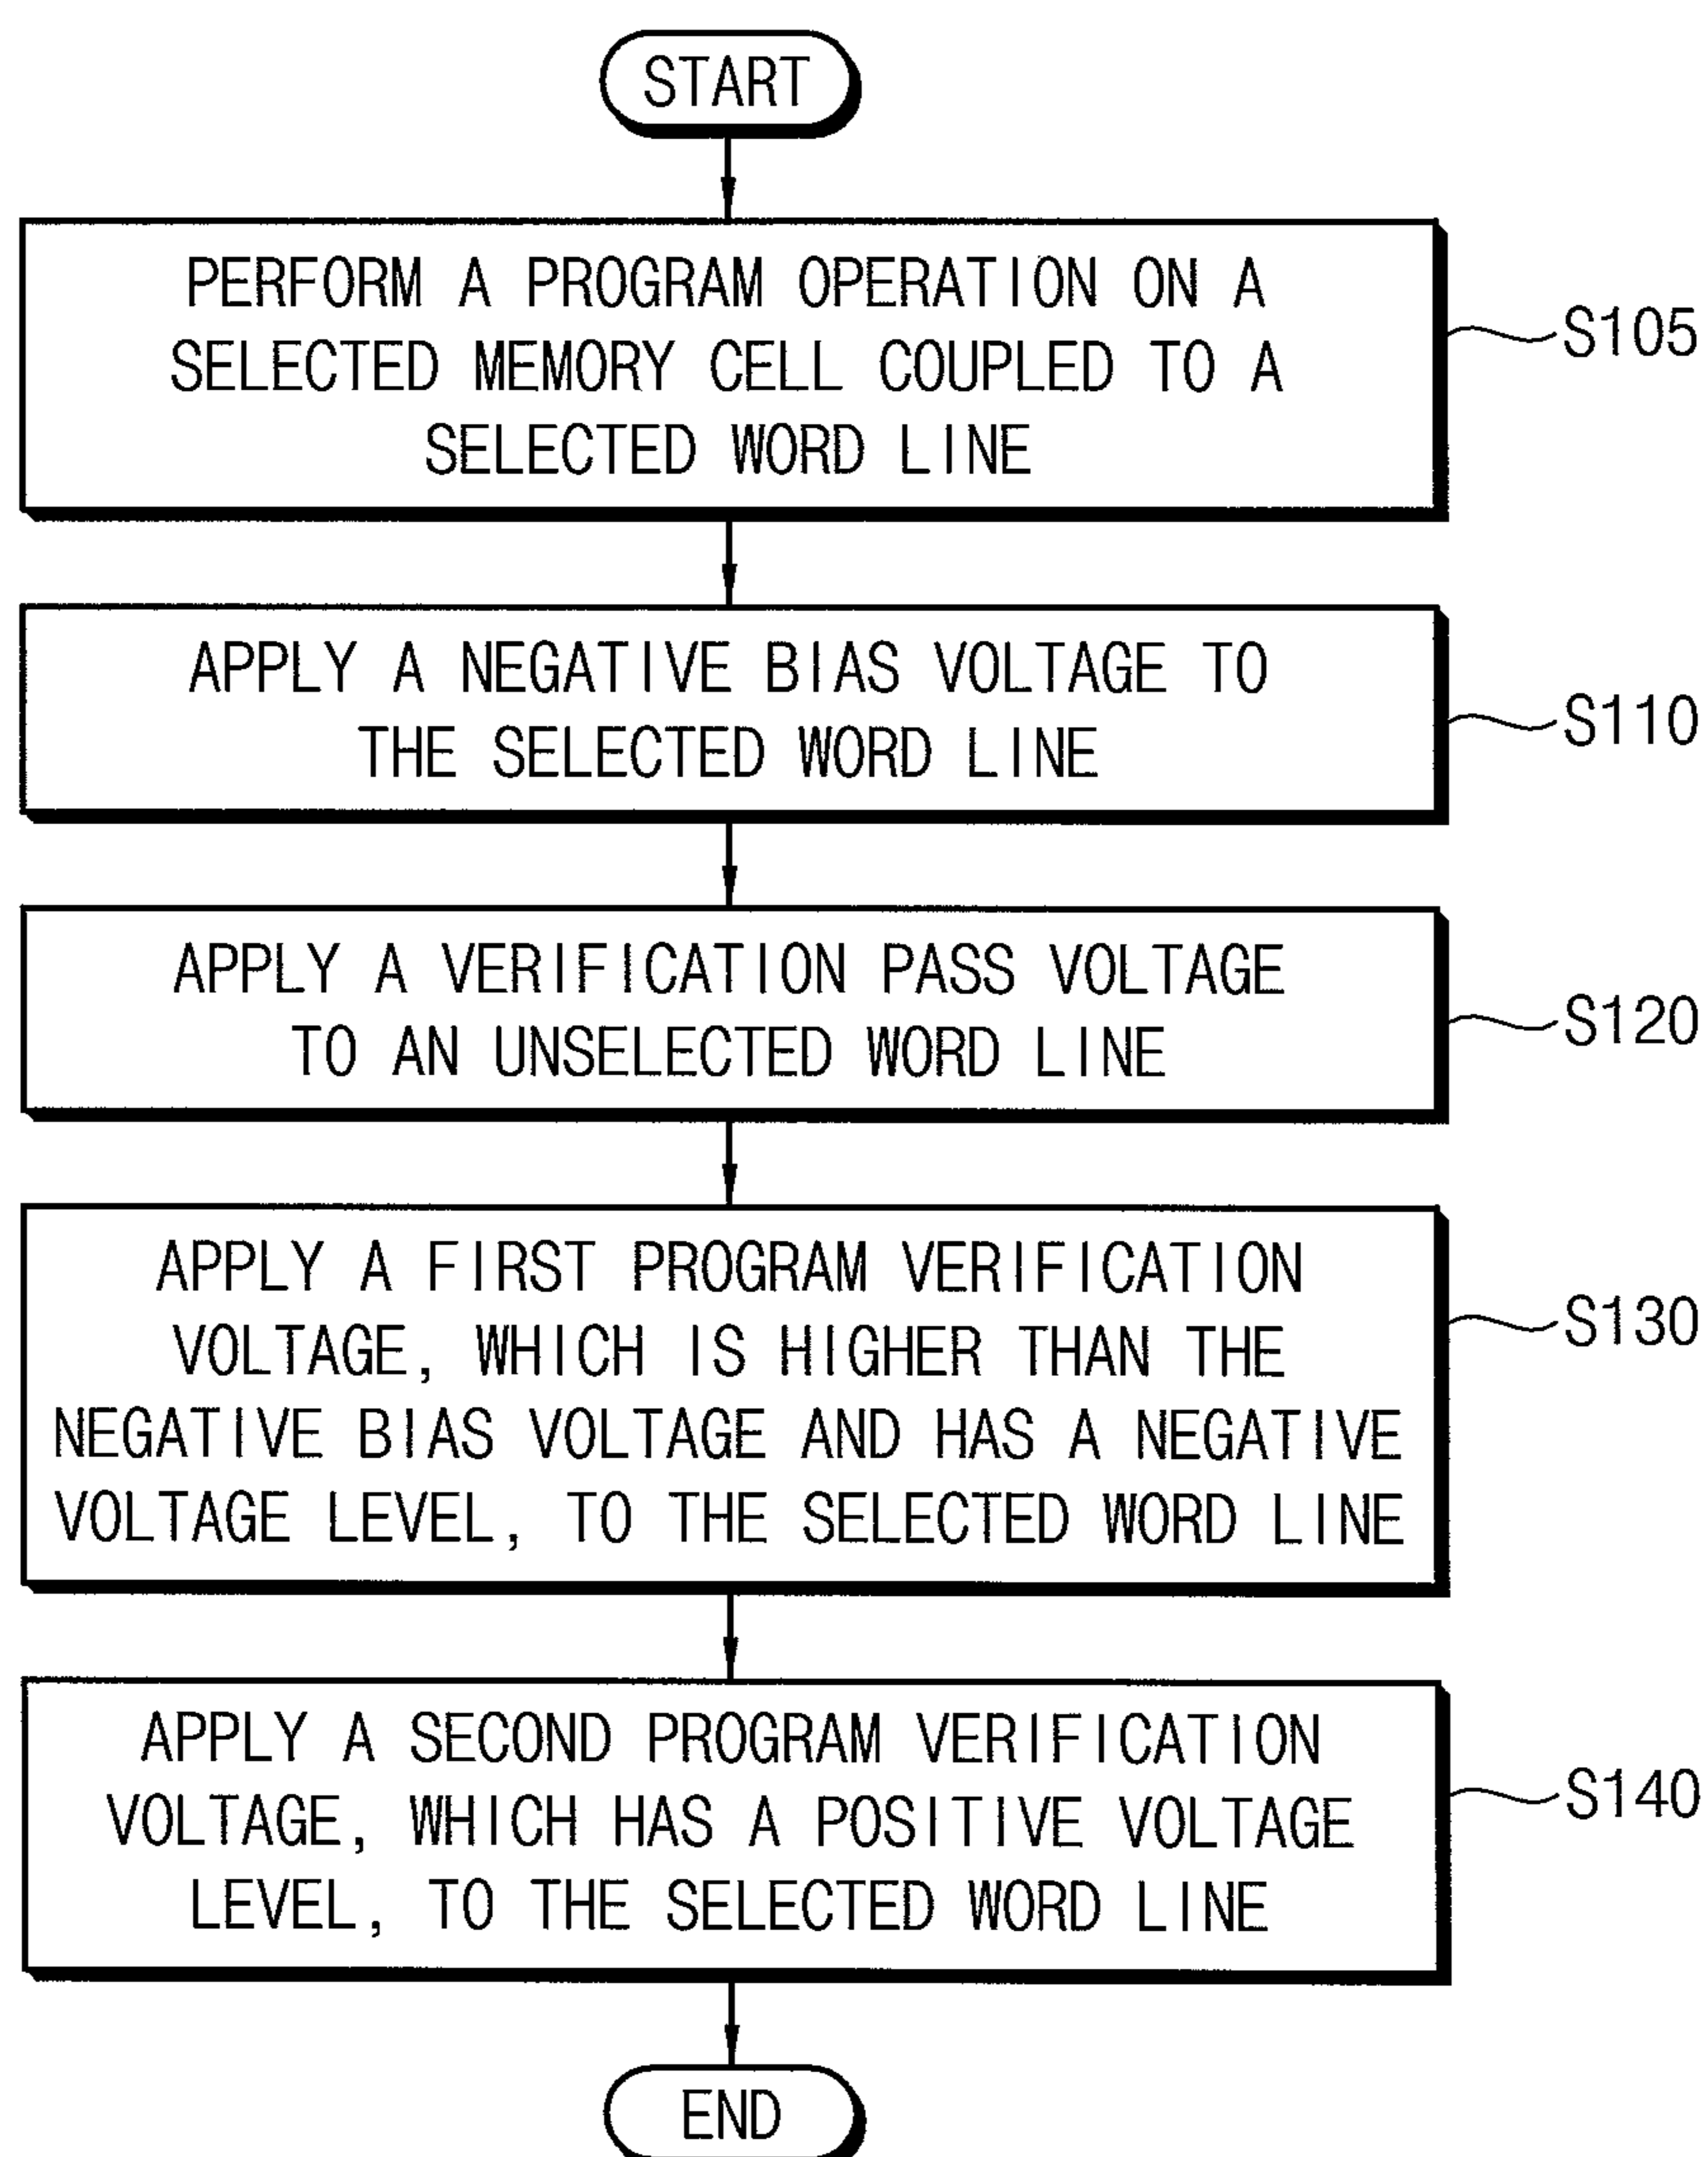 START
PERFORM A PROGRAM OPERATION ON A
SELECTED MEMORY CELL COUPLED TO A
SELECTED WORD LINE
S105
APPLY A NEGATIVE BIAS VOLTAGE TO
THE SELECTED WORD LINE
S110
APPLY A VERIFICATION PASS VOLTAGE
TO AN UNSELECTED WORD LINE
S120
APPLY A FIRST PROGRAM VERIFICATION
VOLTAGE, WHICH IS HIGHER THAN THE
NEGATIVE BIAS VOLTAGE AND HAS A NEGATIVE
VOLTAGE LEVEL, TO THE SELECTED WORD LINE
S130
APPLY A SECOND PROGRAM VERIFICATION
VOLTAGE, WHICH HAS A POSITIVE VOLTAGE
LEVEL, TO THE SELECTED WORD LINE
S140
END